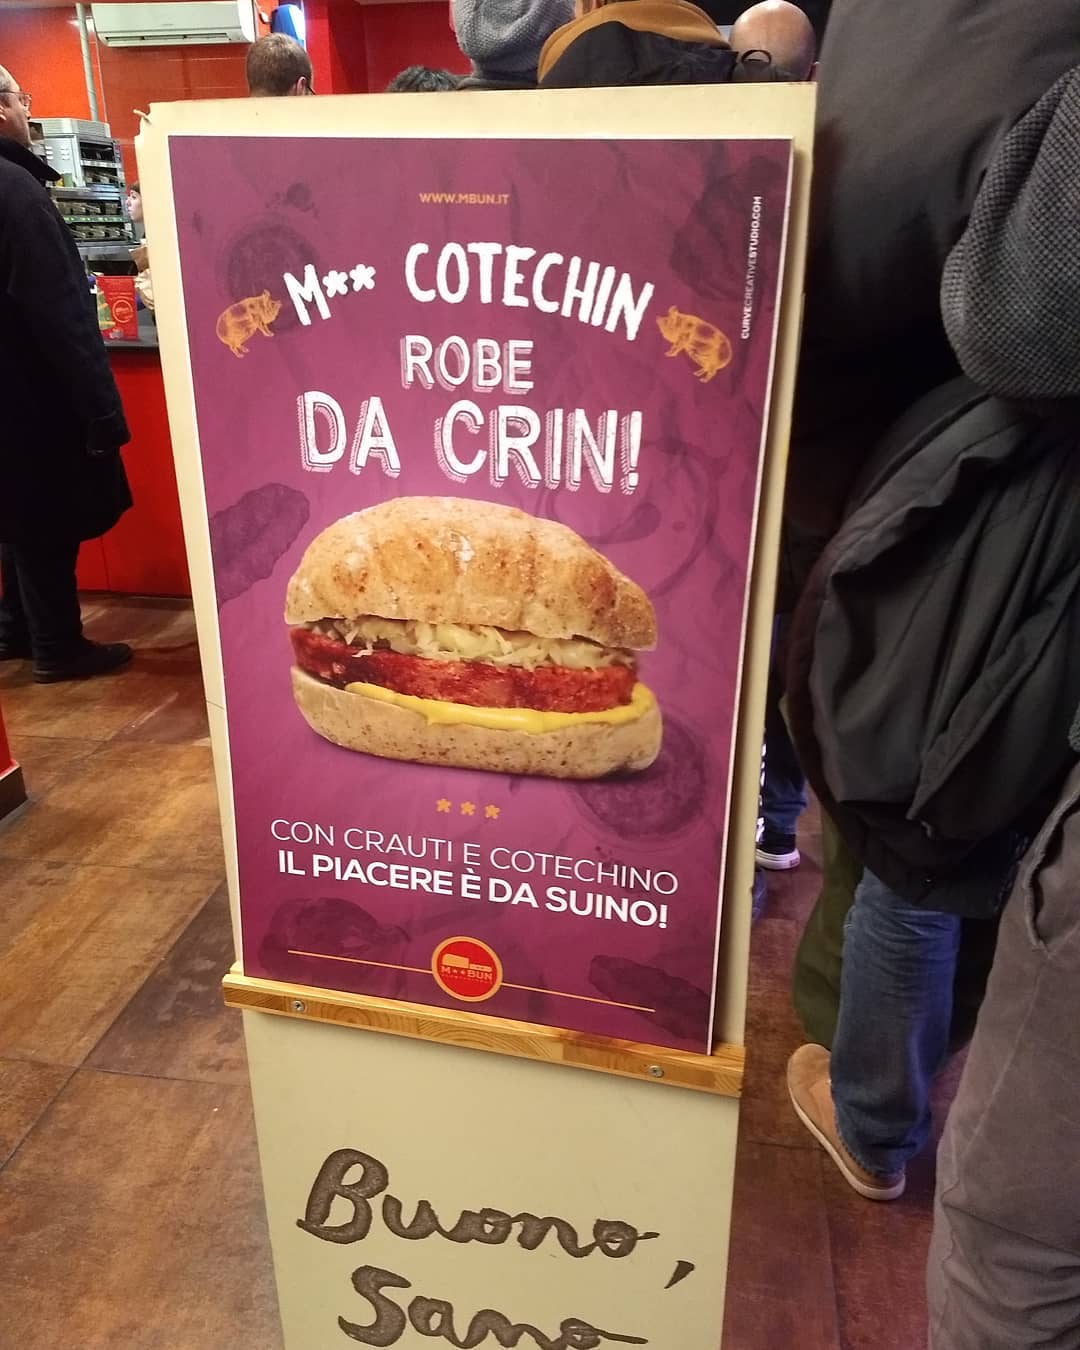 WWW.MBUN.IT
CURVECREATIVESTUDIO.COM
M** COTECHIN
ROBE
DA CRIN!
***
CON CRAUTI E COTECHINO
IL PIACERE È DA SUINO!
M**BUN
Buono,
Sano